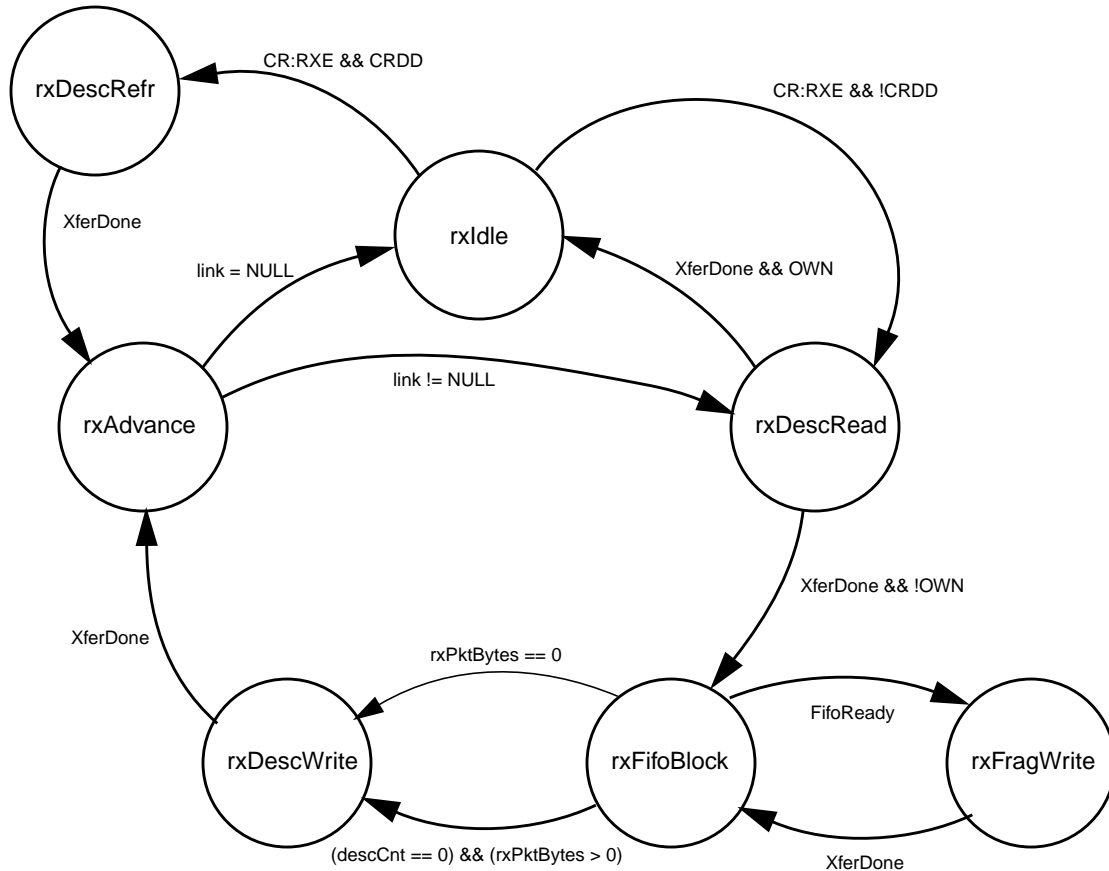 CR:RXE && CRDD
rxDescRefr
CR:RXE && !CRDD
XferDone
rxIdle
link = NULL
XferDone && OWN
link != NULL
rxAdvance
rxDescRead
XferDone && !OWN
XferDone
rxPktBytes == 0
FifoReady
rxDescWrite
rxFifoBlock
rxFragWrite
(descCnt == 0) && (rxPktBytes > 0)
XferDone